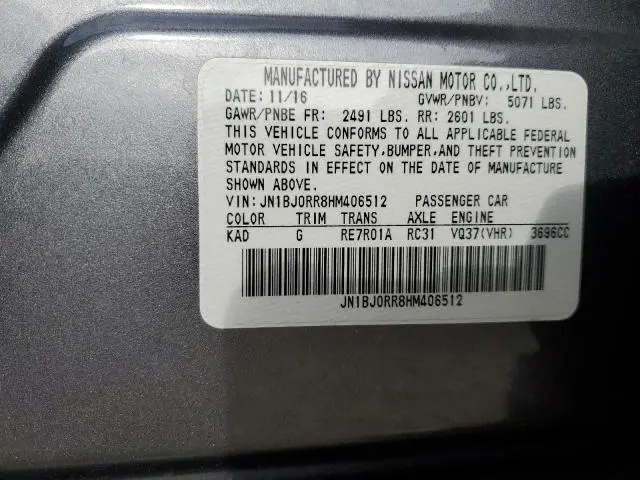 MANUFACTURED BY NISSAN MOTOR CO.,LTD.
DATE: 11/16 GVWR/PNBV: 5071 LBS.
GAWR/PNBE FR: 2491 LBS. RR: 2601 LBS.
THIS VEHICLE CONFORMS TO ALL APPLICABLE FEDERAL
MOTOR VEHICLE SAFETY,BUMPER,AND THEFT PREVENTION
STANDARDS IN EFFECT ON THE DATE OF MANUFACTURE
SHOWN ABOVE.
VIN: JN1BJ0RR8HM406512 PASSENGER CAR
COLOR TRIM TRANS AXLE ENGINE
KAD G RE7R01A RC31 VQ37(VHR) 3696CC
JN1BJ0RR8HM406512